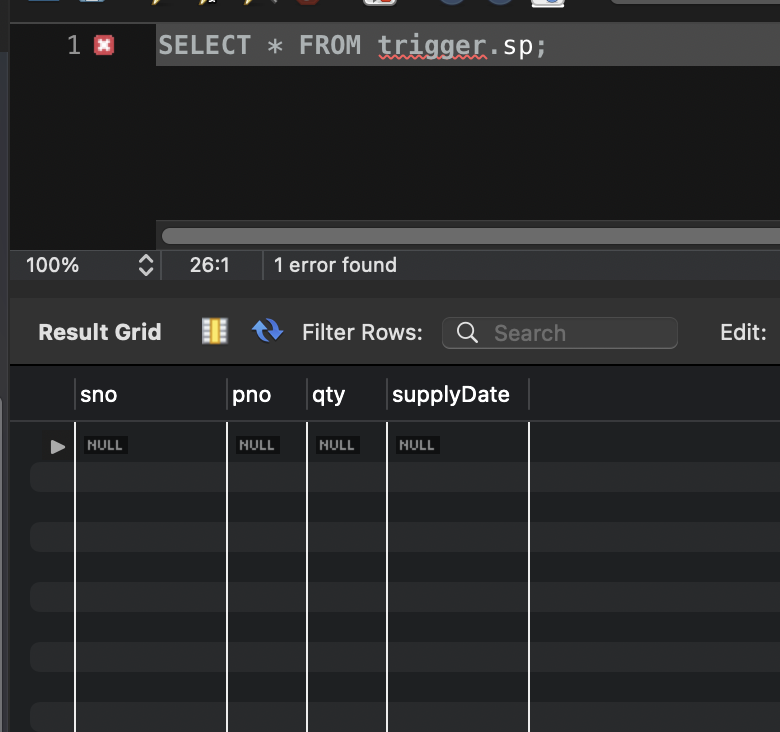 1 SELECT * FROM trigger.sp;
100% 26:1 1 error found
Result Grid Filter Rows: Search Edit:
sno pno qty supplyDate
NULL NULL NULL NULL